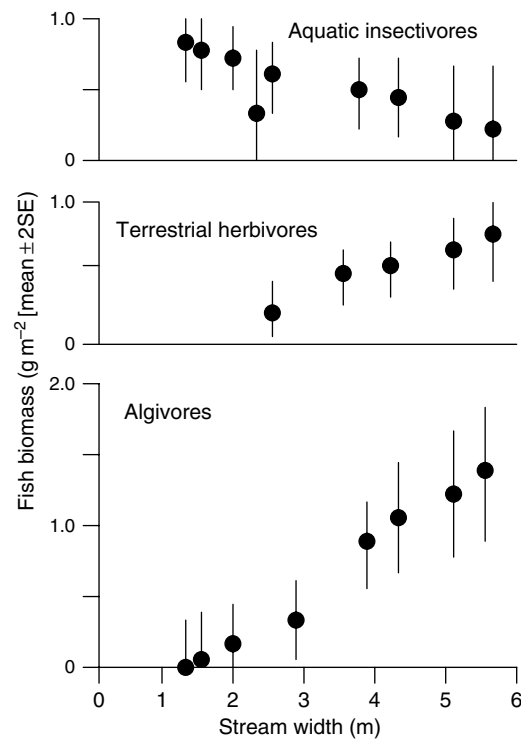 1.0
Aquatic insectivores
0
1.0
Terrestrial herbivores
0
2.0
Algivores
1.0
0
0 1 2 3 4 5 6
Stream width (m)
Fish biomass (g m⁻² [mean ±2SE)